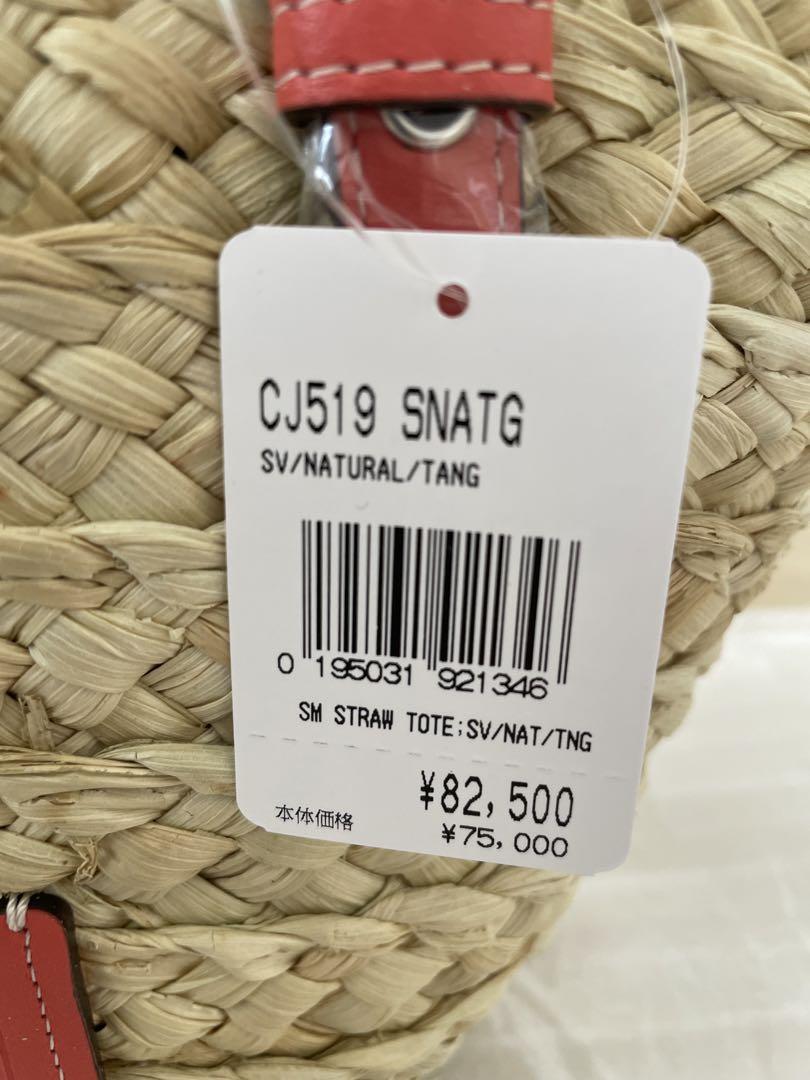 CJ519 SNATG
SV/NATURAL/TANG
0 195031 921346
SM STRAW TOTE;SV/NAT/TNG
¥82,500
本体価格 ¥75,000